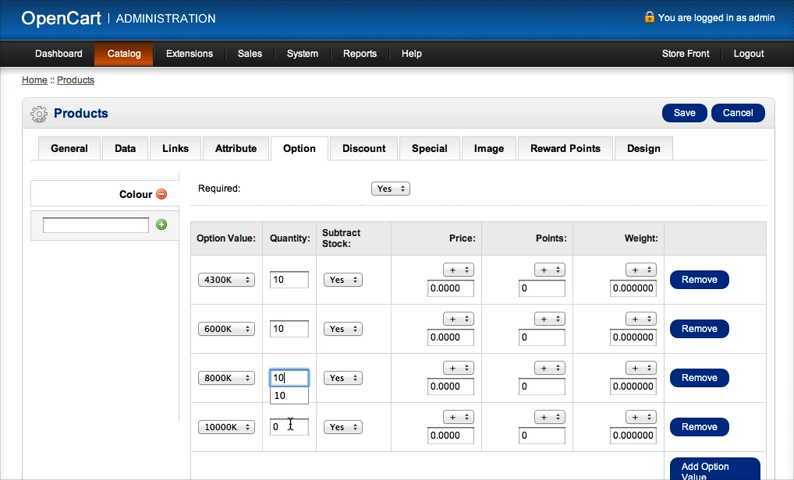 OpenCart | ADMINISTRATION
You are logged in as admin
Dashboard Catalog Extensions Sales System Reports Help Store Front Logout
Home :: Products
Products Save Cancel
General Data Links Attribute Option Discount Special Image Reward Points Design
Colour
Required: Yes
Option Value: Quantity: Subtract Stock: Price: Points: Weight:
4300K 10 Yes + 0.0000 + 0 + 0.000000 Remove
6000K 10 Yes + 0.0000 + 0 + 0.000000 Remove
8000K 10 Yes + 0.0000 + 0 + 0.000000 Remove
10
10000K 0 Yes + 0.0000 + 0 + 0.000000 Remove
Add Option
Value